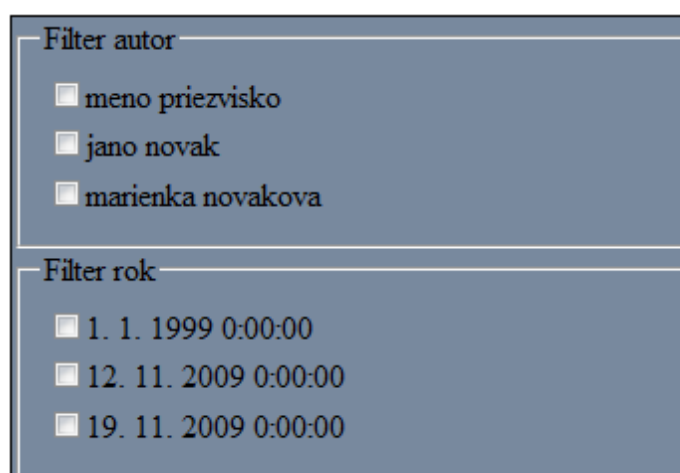 Filter autor
meno priezvisko
jano novak
marienka novakova
Filter rok
1. 1. 1999 0:00:00
12. 11. 2009 0:00:00
19. 11. 2009 0:00:00